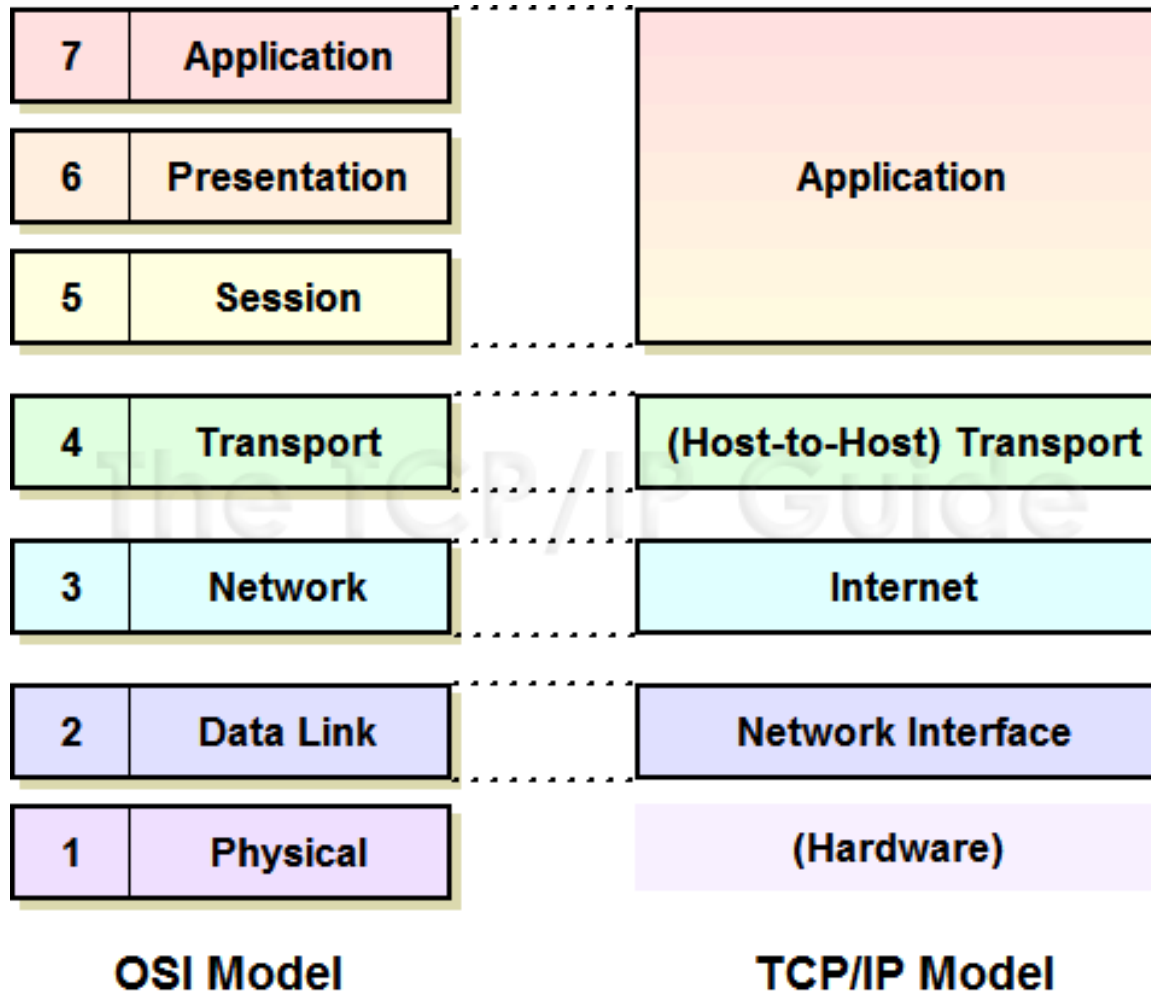 7 Application
6 Presentation
5 Session
4 Transport
3 Network
2 Data Link
1 Physical
OSI Model
Application
(Host-to-Host) Transport
Internet
Network Interface
(Hardware)
TCP/IP Model
The TCP/IP Guide